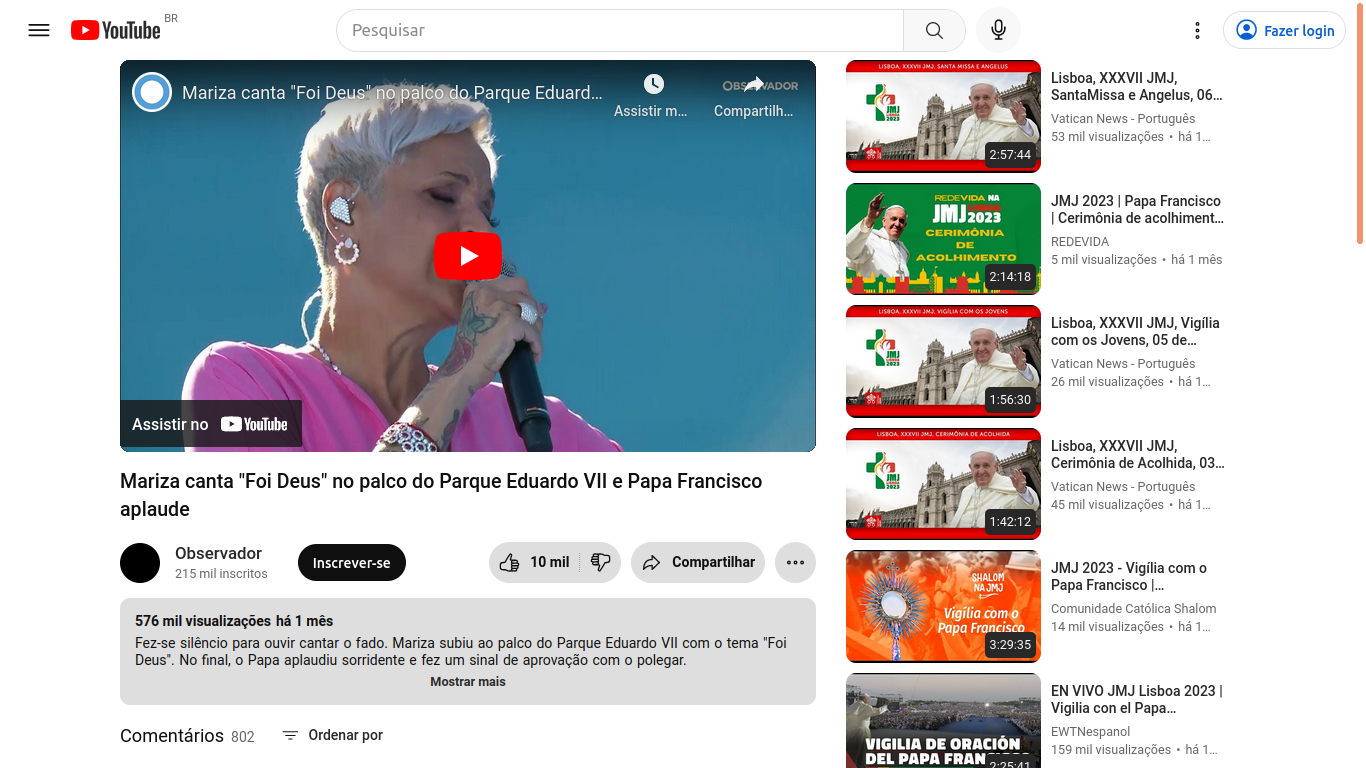 YouTube
BR
Pesquisar
Fazer login
Mariza canta "Foi Deus" no palco do Parque Eduard...
Assistir m...
Compartilh...
OBSERVADOR
Assistir no YouTube
Mariza canta "Foi Deus" no palco do Parque Eduardo VII e Papa Francisco
aplaude
Observador
215 mil inscritos
Inscrever-se
10 mil
Compartilhar
576 mil visualizações há 1 mês
Fez-se silêncio para ouvir cantar o fado. Mariza subiu ao palco do Parque Eduardo VII com o tema "Foi
Deus". No final, o Papa aplaudiu sorridente e fez um sinal de aprovação com o polegar.
Mostrar mais
Comentários 802
Ordenar por
LISBOA, XXXVII JMJ, SANTA MISSA E ANGELUS
JMJ
LISBOA
2023
2:57:44
Lisboa, XXXVII JMJ,
SantaMissa e Angelus, 06...
Vatican News - Português
53 mil visualizações • há 1...
REDEVIDA NA
JMJ LISBOA 2023
CERIMÔNIA
DE
ACOLHIMENTO
2:14:18
JMJ 2023 | Papa Francisco
| Cerimônia de acolhiment...
REDEVIDA
5 mil visualizações • há 1 mês
LISBOA, XXXVII JMJ, VIGÍLIA COM OS JOVENS
JMJ
LISBOA
2023
1:56:30
Lisboa, XXXVII JMJ, Vigília
com os Jovens, 05 de...
Vatican News - Português
26 mil visualizações • há 1...
LISBOA, XXXVII JMJ, CERIMÔNIA DE ACOLHIDA
JMJ
LISBOA
2023
1:42:12
Lisboa, XXXVII JMJ,
Cerimônia de Acolhida, 03...
Vatican News - Português
45 mil visualizações • há 1...
SHALOM
NA JMJ
Vigília com o
Papa Francisco
3:29:35
JMJ 2023 - Vigília com o
Papa Francisco |...
Comunidade Católica Shalom
14 mil visualizações • há 1...
VIGILIA DE ORACIÓN
DEL PAPA FRANCISCO
2:25:41
EN VIVO JMJ Lisboa 2023 |
Vigilia con el Papa...
EWTNespanol
159 mil visualizações • há 1...